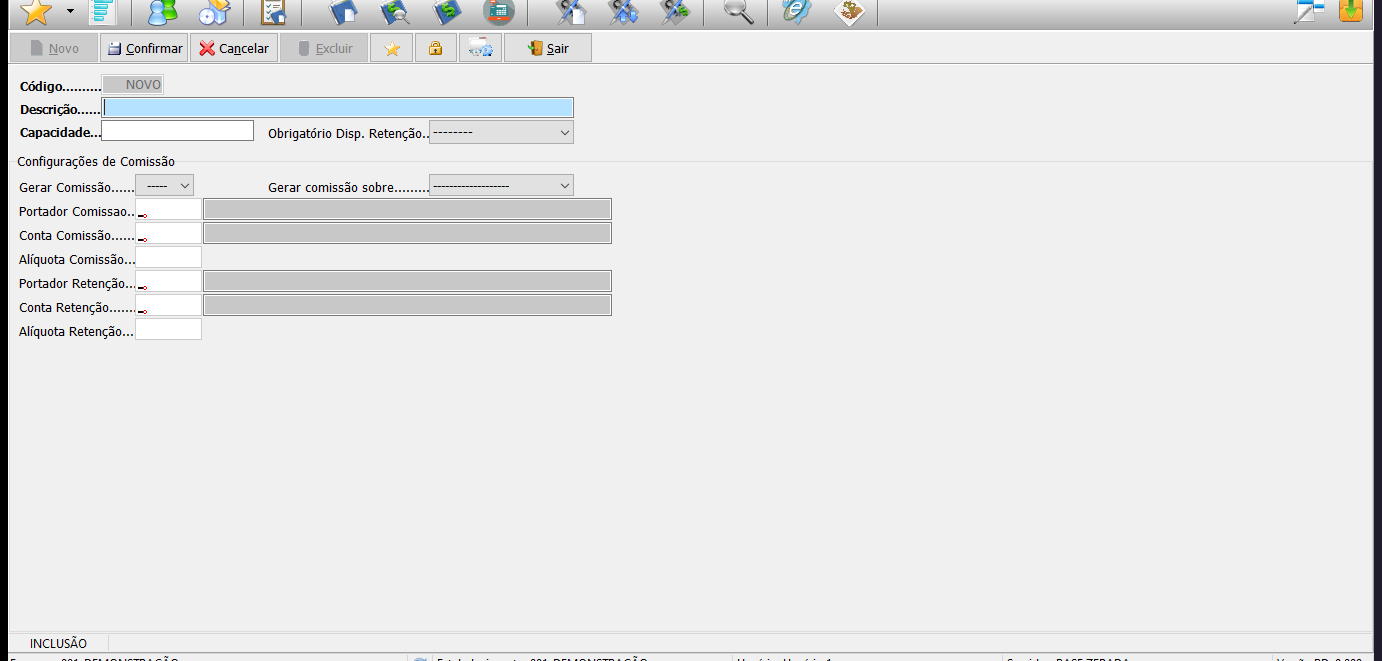 Novo Confirmar Cancelar Excluir Sair
Código.......... NOVO
Descrição......
Capacidade... Obrigatório Disp. Retenção.. --------
Configurações de Comissão
Gerar Comissão...... ----- Gerar comissão sobre......... -------------------
Portador Comissao..
Conta Comissão......
Alíquota Comissão...
Portador Retenção...
Conta Retenção.......
Alíquota Retenção...
INCLUSÃO